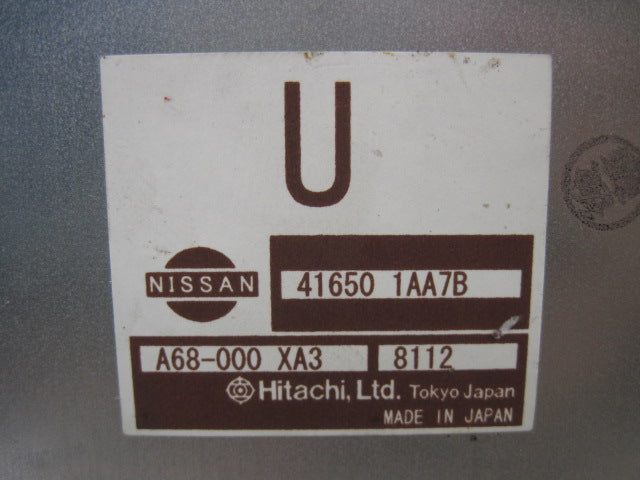 U
NISSAN
41650 1AA7B
A68-000 XA3 8112
Hitachi, Ltd. Tokyo Japan
MADE IN JAPAN